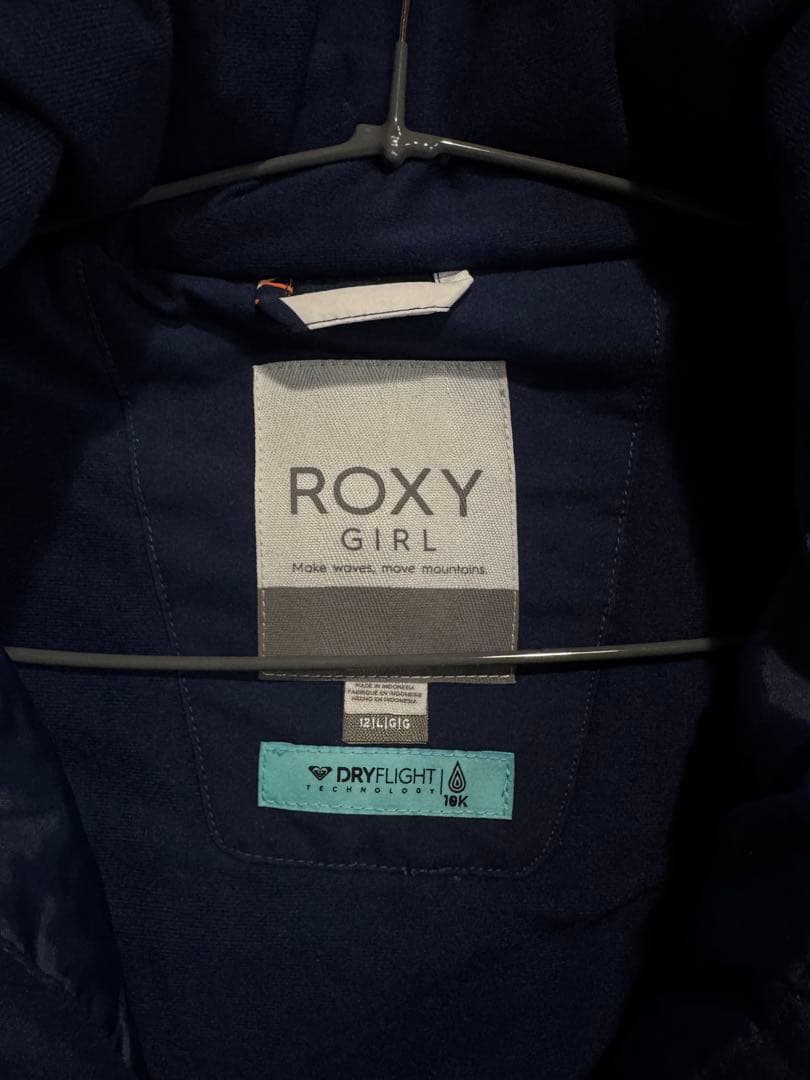 ROXY
GIRL
Make waves, move mountains.
MADE IN INDONESIA
FABRIQUÉ EN INDONÉSIE
HECHO EN INDONESIA
12|L|G|G
DRYFLIGHT
TECHNOLOGY
10K